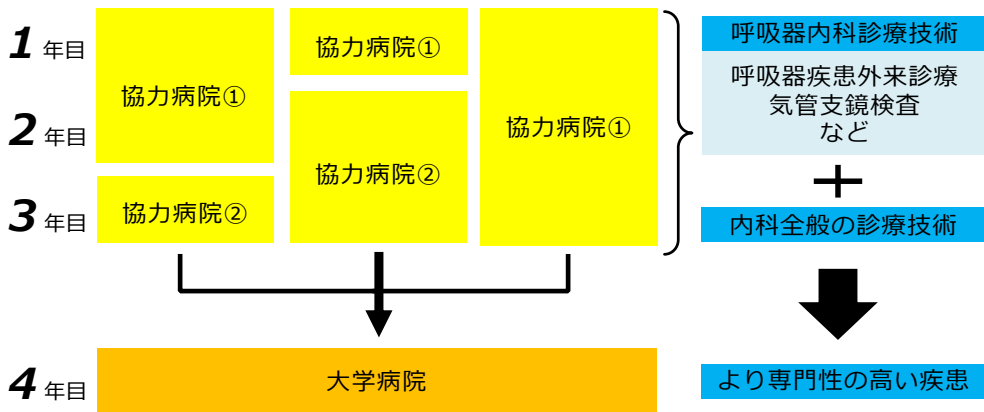 1 年目
協力病院①
協力病院①
協力病院①
2 年目
協力病院②
3 年目
協力病院②
呼吸器内科診療技術
呼吸器疾患外来診療
気管支鏡検査
など
+
内科全般の診療技術
4 年目
大学病院
より専門性の高い疾患